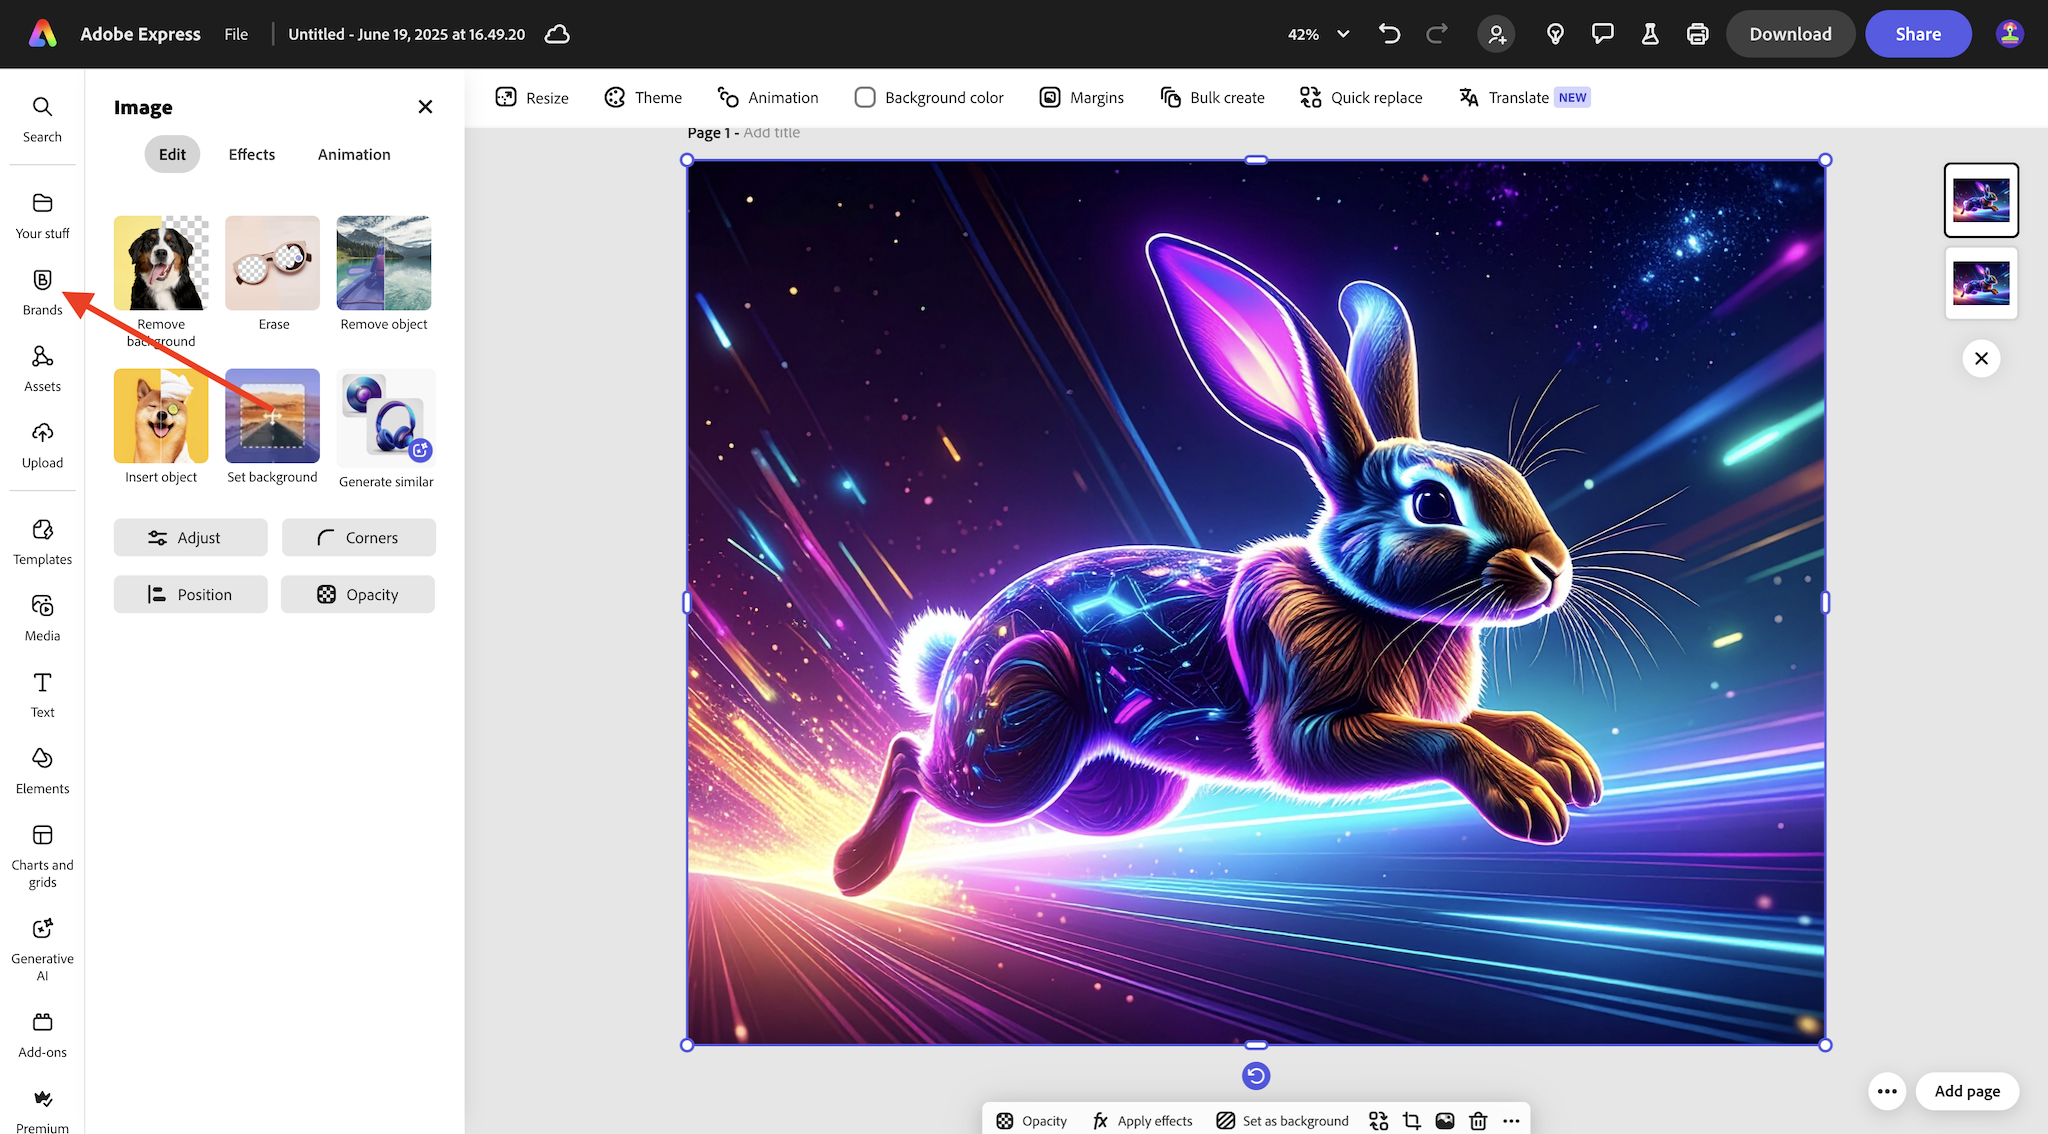 Adobe Express File Untitled - June 19, 2025 at 16.49.20 42% Download Share
Resize Theme Animation Background color Margins Bulk create Quick replace Translate NEW
Search
Your stuff
B
Brands
Assets
Upload
Templates
Media
Text
Elements
Charts and
grids
Generative
AI
Add-ons
Premium
Image
Edit Effects Animation
Remove
background
Erase
Remove object
Insert object
Set background
Generate similar
Adjust Corners
Position Opacity
Page 1 - Add title
Add page
Opacity fx Apply effects Set as background